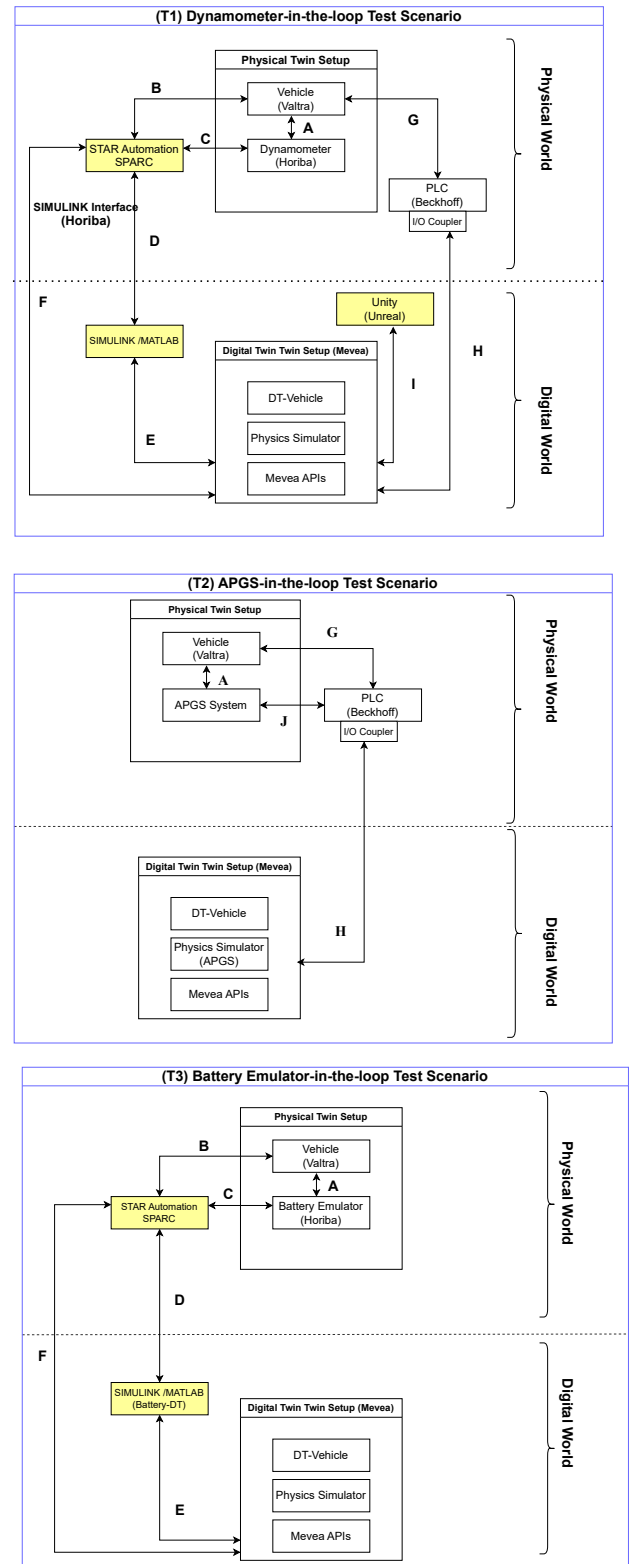 (T1) Dynamometer-in-the-loop Test Scenario
Physical Twin Setup
Vehicle
(Valtra)
B
A
G
C
STAR Automation
SPARC
Dynamometer
(Horiba)
Physical World
PLC
(Beckhoff)
I/O Coupler
SIMULINK Interface
(Horiba)
D
F
Unity
(Unreal)
SIMULINK /MATLAB
Digital Twin Twin Setup (Mevea)
H
I
DT-Vehicle
E
Physics Simulator
Mevea APIs
Digital World
(T2) APGS-in-the-loop Test Scenario
Physical Twin Setup
Vehicle
(Valtra)
G
A
APGS System
J
PLC
(Beckhoff)
I/O Coupler
Physical World
Digital Twin Twin Setup (Mevea)
DT-Vehicle
H
Physics Simulator
(APGS)
Mevea APIs
Digital World
(T3) Battery Emulator-in-the-loop Test Scenario
Physical Twin Setup
B
Vehicle
(Valtra)
A
C
STAR Automation
SPARC
Battery Emulator
(Horiba)
Physical World
D
F
SIMULINK /MATLAB
(Battery-DT)
Digital Twin Twin Setup (Mevea)
DT-Vehicle
Physics Simulator
E
Mevea APIs
Digital World